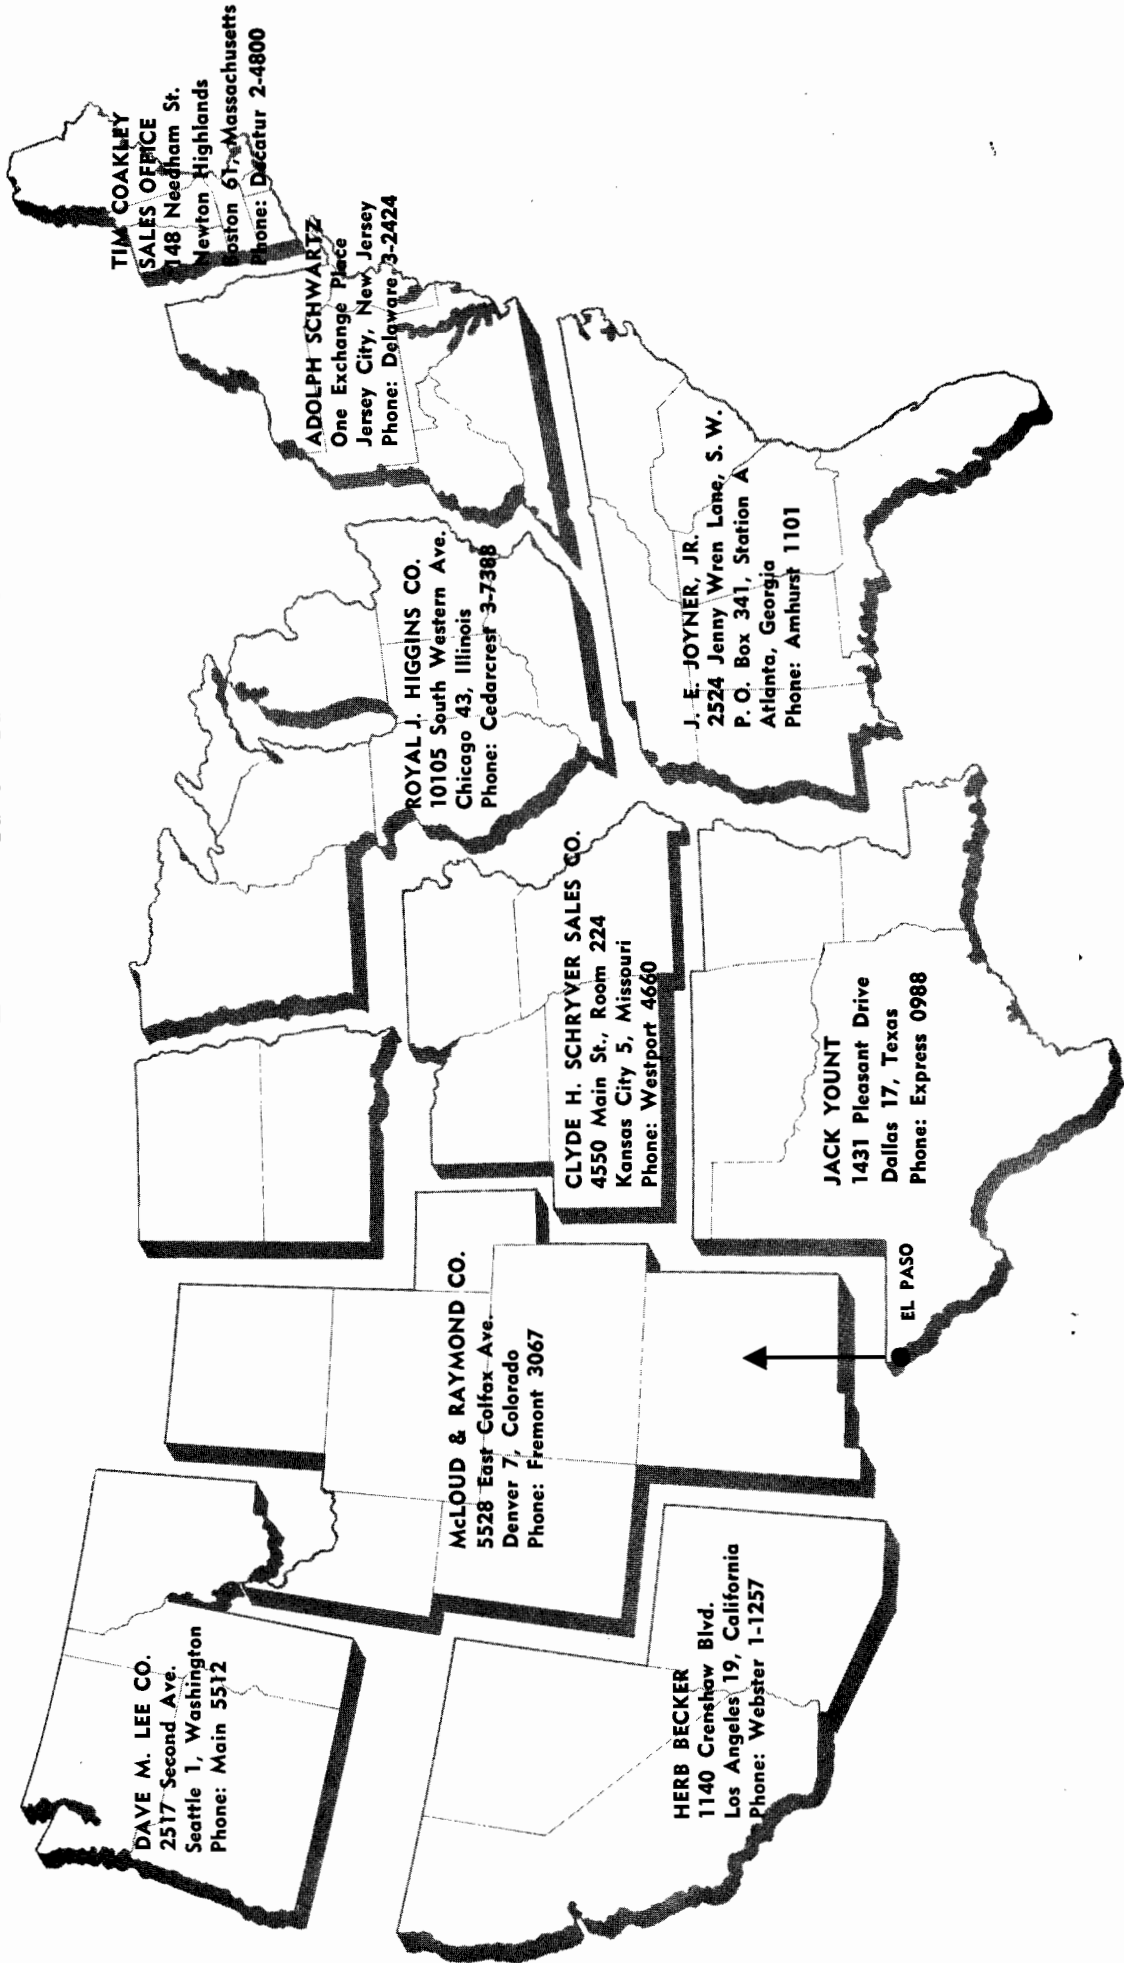 TIM COAKLEY
SALES OFFICE
148 Needham St.
Newton Highlands
Boston 61, Massachusetts
Phone: Decatur 2-4800
ADOLPH SCHWARTZ
One Exchange Place
Jersey City, New Jersey
Phone: Delaware 3-2424
ROYAL J. HIGGINS CO.
10105 South Western Ave.
Chicago 43, Illinois
Phone: Cedarcrest 3-7388
J. E. JOYNER, JR.
2524 Jenny Wren Lane, S. W.
P. O. Box 341, Station A
Atlanta, Georgia
Phone: Amhurst 1101
CLYDE H. SCHRYVER SALES CO.
4550 Main St., Room 224
Kansas City 5, Missouri
Phone: Westport 4660
JACK YOUNT
1431 Pleasant Drive
Dallas 17, Texas
Phone: Express 0988
EL PASO
McLOUD & RAYMOND CO.
5528 East Colfax Ave.
Denver 7, Colorado
Phone: Fremont 3067
DAVE M. LEE CO.
2517 Second Ave.
Seattle 1, Washington
Phone: Main 5512
HERB BECKER
1140 Crenshaw Blvd.
Los Angeles 19, California
Phone: Webster 1-1257